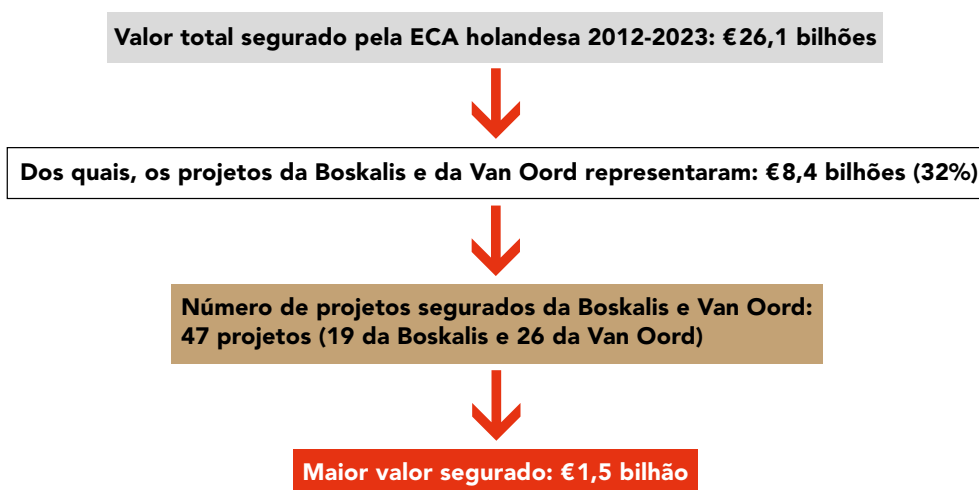 Valor total segurado pela ECA holandesa 2012-2023: €26,1 bilhões
Dos quais, os projetos da Boskalis e da Van Oord representaram: €8,4 bilhões (32%)
Número de projetos segurados da Boskalis e Van Oord:
47 projetos (19 da Boskalis e 26 da Van Oord)
Maior valor segurado: €1,5 bilhão